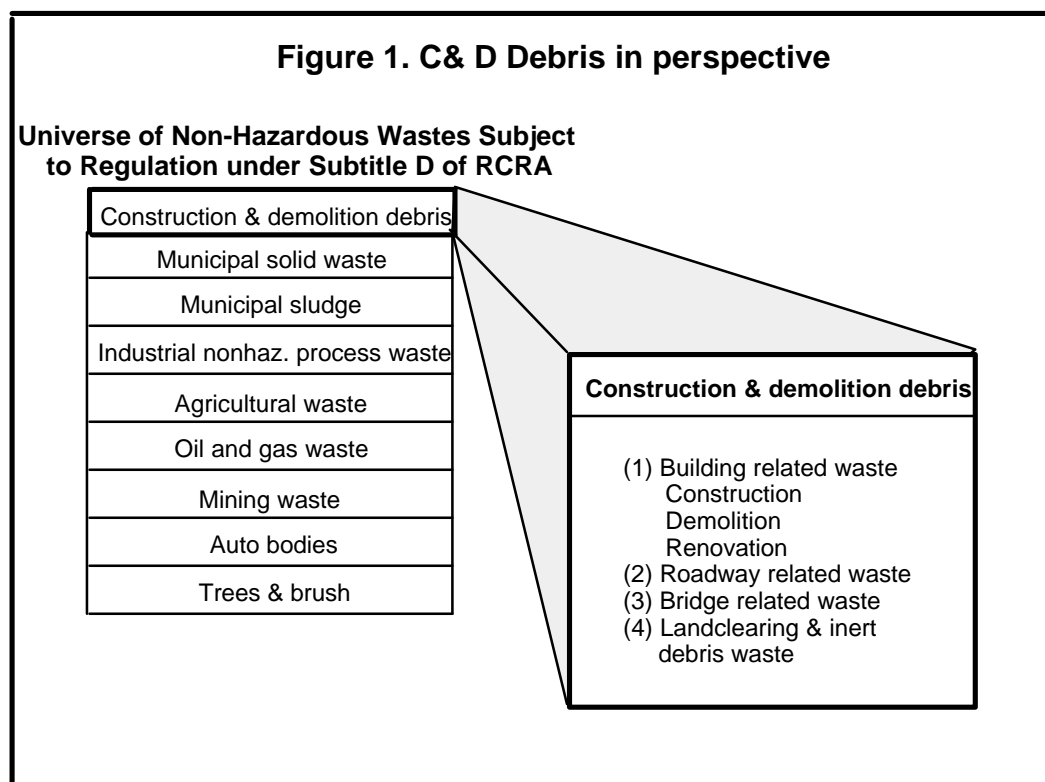 Figure 1. C& D Debris in perspective
Universe of Non-Hazardous Wastes Subject
to Regulation under Subtitle D of RCRA
Construction & demolition debris
Municipal solid waste
Municipal sludge
Industrial nonhaz. process waste
Agricultural waste
Oil and gas waste
Mining waste
Auto bodies
Trees & brush
Construction & demolition debris
(1) Building related waste
Construction
Demolition
Renovation
(2) Roadway related waste
(3) Bridge related waste
(4) Landclearing & inert
debris waste